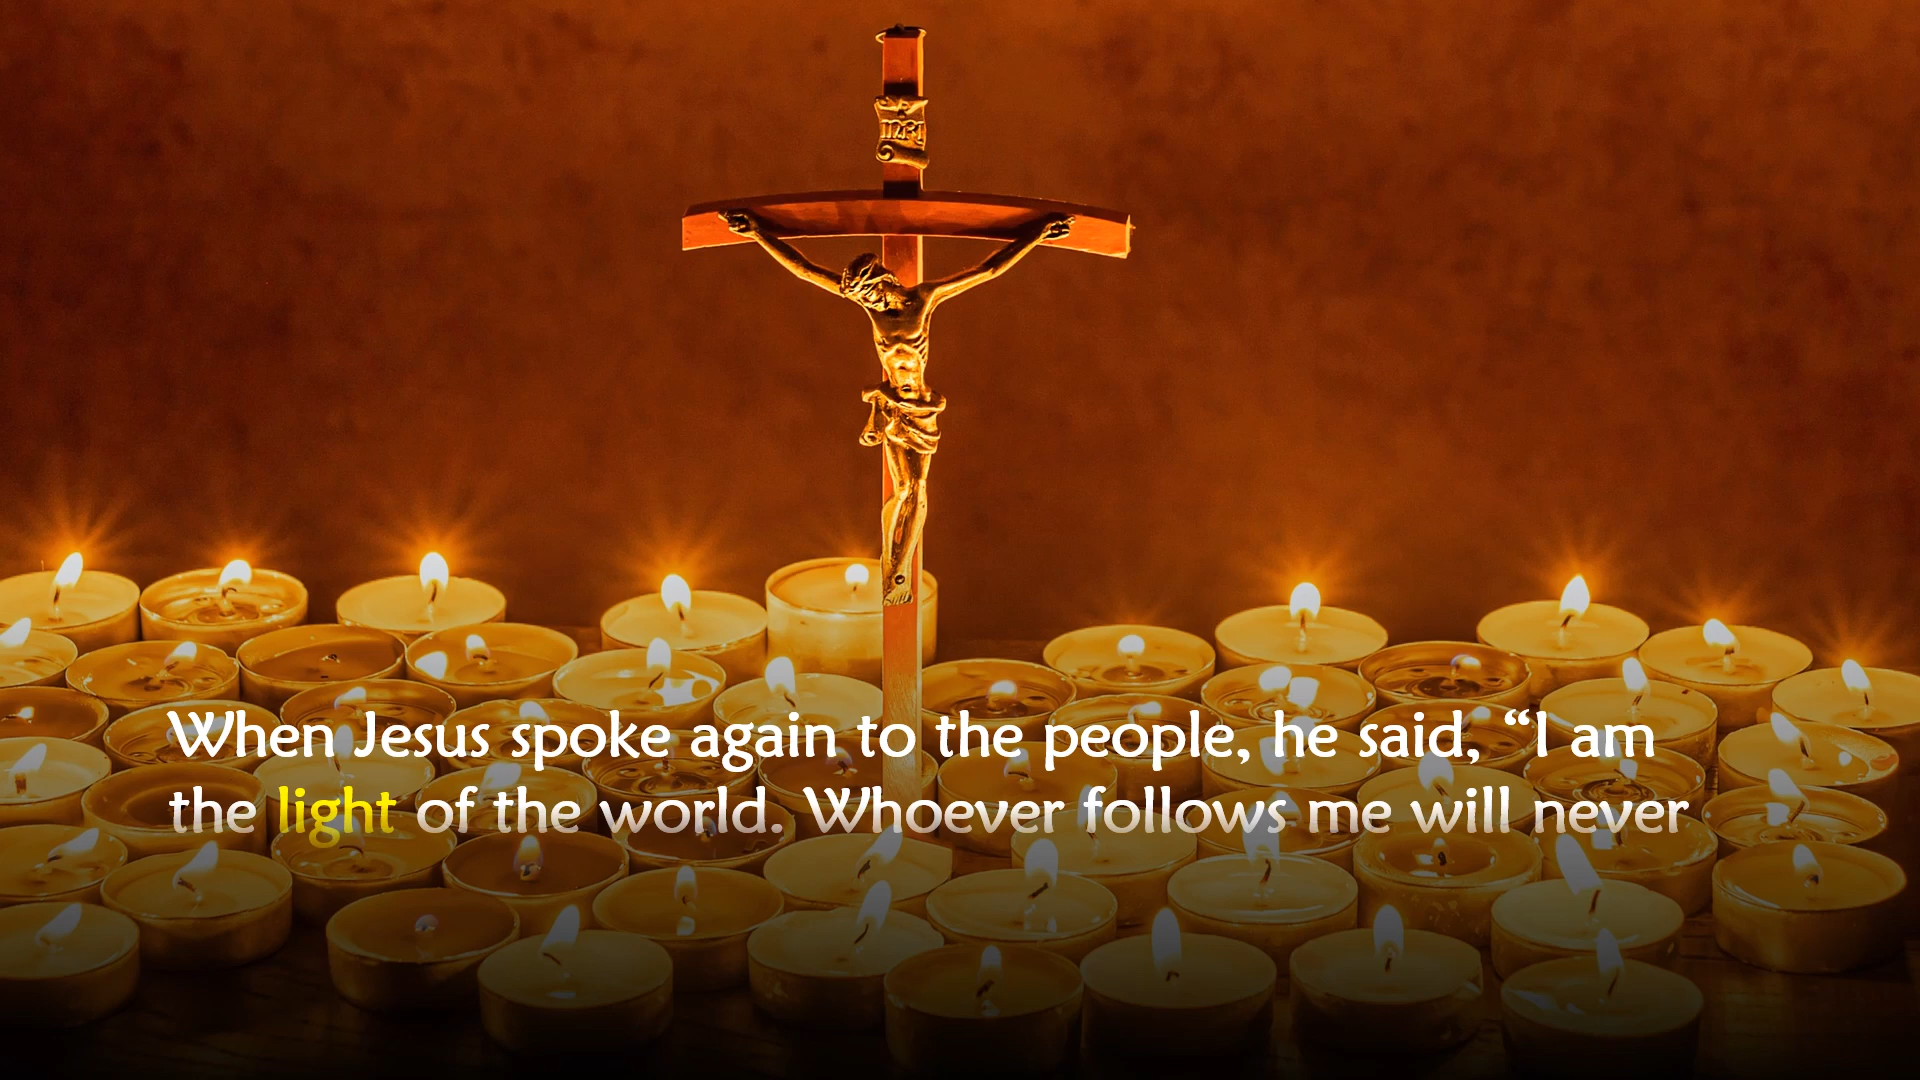 INRI
When Jesus spoke again to the people, he said, “I am
the light of the world. Whoever follows me will never